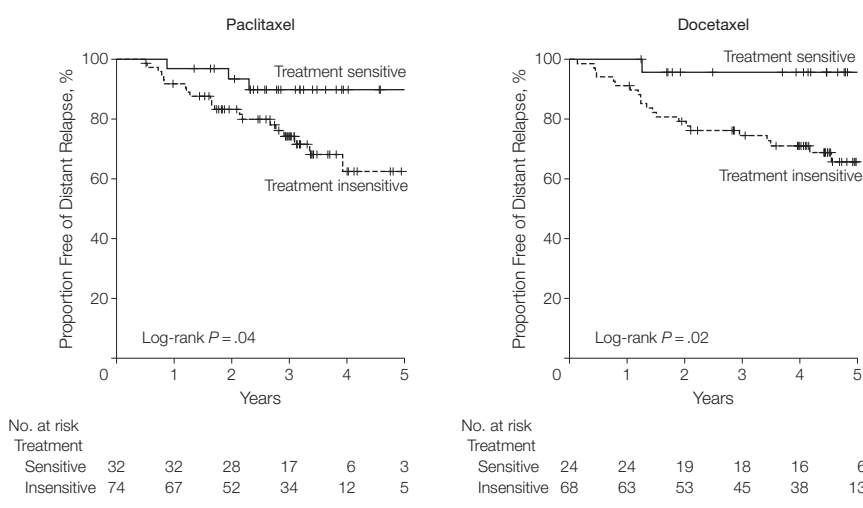 Paclitaxel
100
80
60
40
20
0
1
2
3
4
5
Proportion Free of Distant Relapse, %
Treatment sensitive
Treatment insensitive
Log-rank P = .04
Years
No. at risk
Treatment
Sensitive 32 32 28 17 6 3
Insensitive 74 67 52 34 12 5
Docetaxel
100
80
60
40
20
0
1
2
3
4
5
Proportion Free of Distant Relapse, %
Treatment sensitive
Treatment insensitive
Log-rank P = .02
Years
No. at risk
Treatment
Sensitive 24 24 19 18 16 6
Insensitive 68 63 53 45 38 13